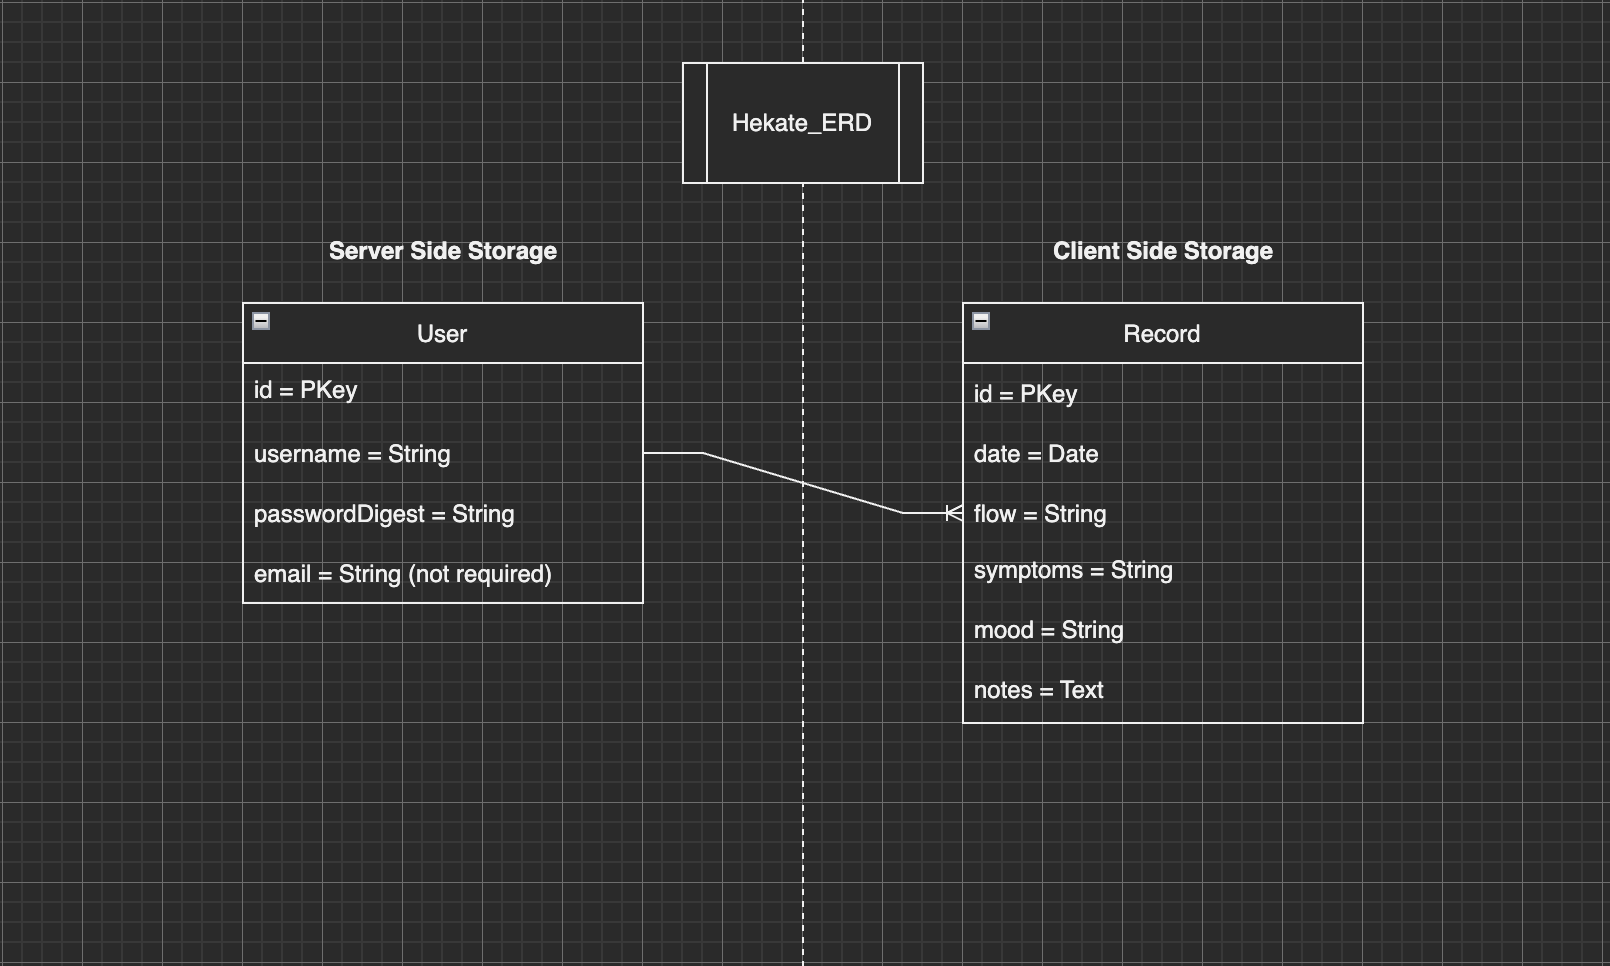 Hekate_ERD
Server Side Storage
User
id = PKey
username = String
passwordDigest = String
email = String (not required)
Client Side Storage
Record
id = PKey
date = Date
flow = String
symptoms = String
mood = String
notes = Text